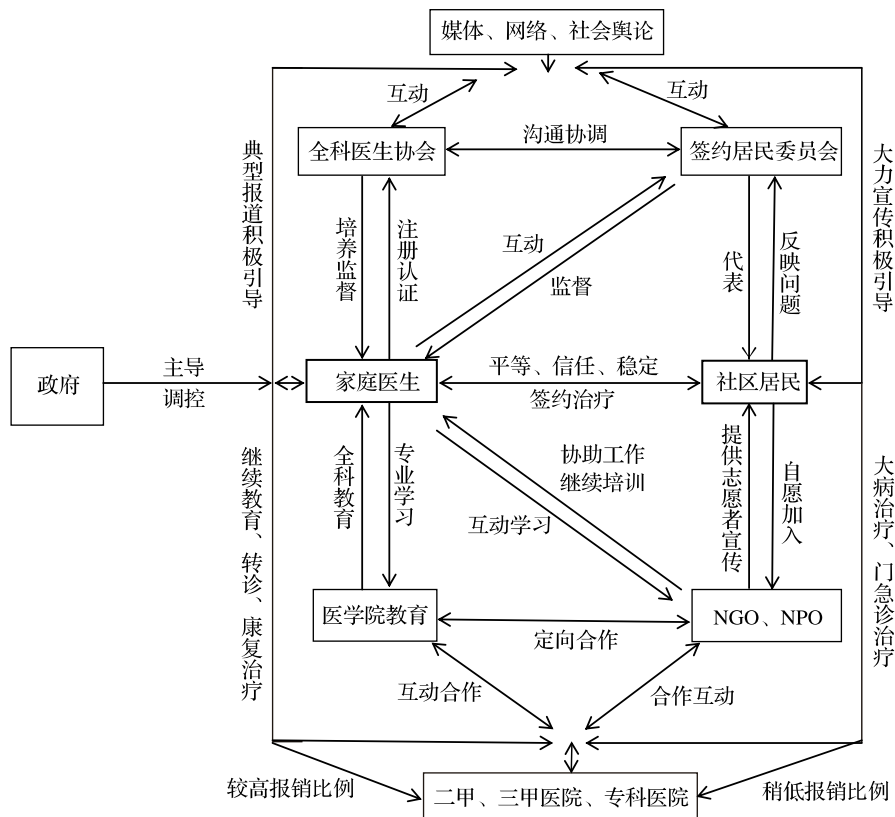 媒体、网络、社会舆论
互动
互动
全科医生协会
沟通协调
签约居民委员会
典型报道积极引导
大力宣传积极引导
培养监督
注册认证
互动
监督
代表
反映问题
政府
主导
调控
家庭医生
平等、信任、稳定
签约治疗
社区居民
继续教育、转诊、康复治疗
全科教育
专业学习
协助工作
继续培训
互动学习
提供志愿者宣传
自愿加入
大病治疗、门急诊治疗
医学院教育
定向合作
NGO、NPO
互动合作
合作互动
较高报销比例
二甲、三甲医院、专科医院
稍低报销比例